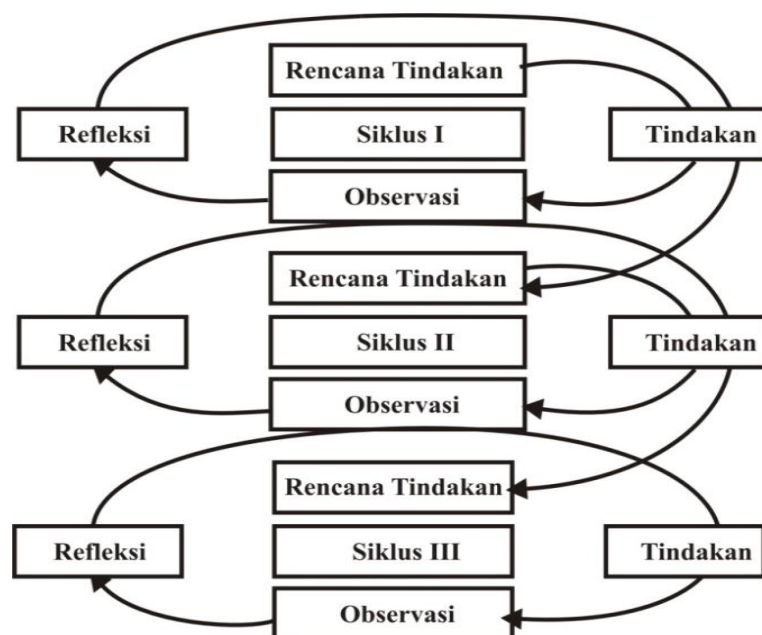 Rencana Tindakan
Refleksi
Siklus I
Tindakan
Observasi
Rencana Tindakan
Refleksi
Siklus II
Tindakan
Observasi
Rencana Tindakan
Refleksi
Siklus III
Tindakan
Observasi